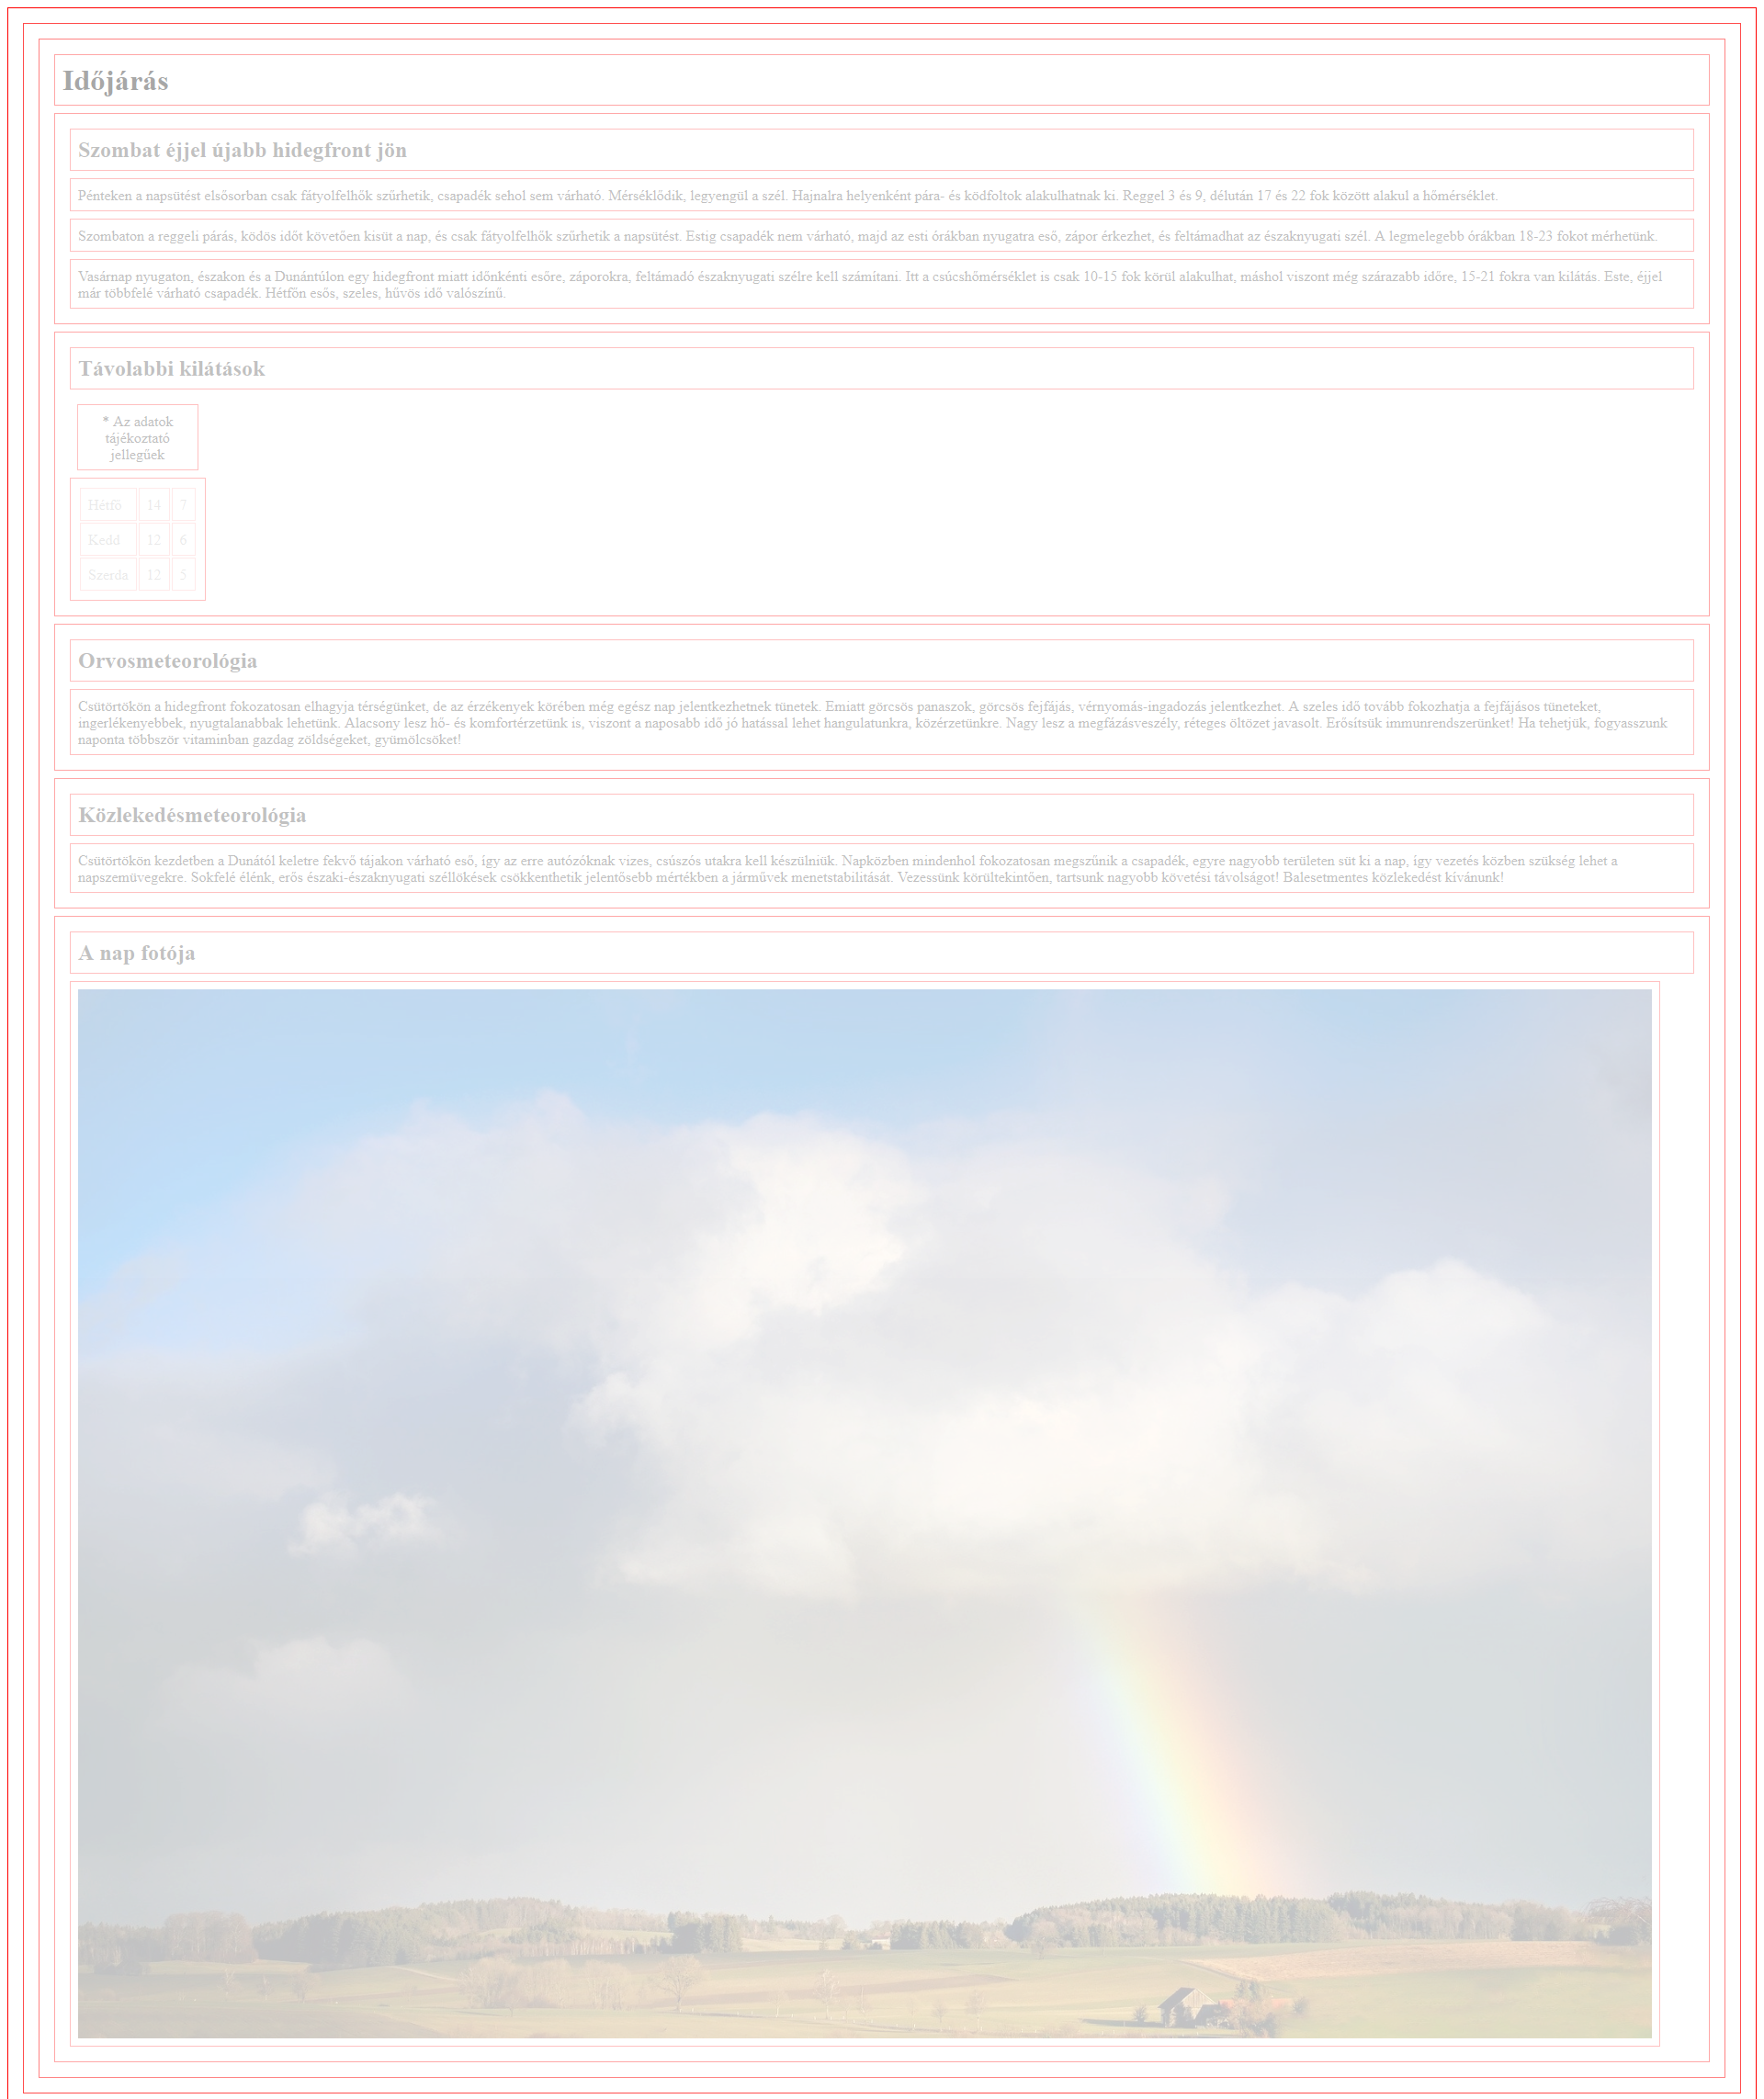 Időjárás
Szombat éjjel újabb hidegfront jön
Pénteken a napsütést elsősorban csak fátyolfelhők szűrhetik, csapadék sehol sem várható. Mérséklődik, legyengül a szél. Hajnalra helyenként pára- és ködfoltok alakulhatnak ki. Reggel 3 és 9, délután 17 és 22 fok között alakul a hőmérséklet.
Szombaton a reggeli párás, ködös időt követően kisüt a nap, és csak fátyolfelhők szűrhetik a napsütést. Estig csapadék nem várható, majd az esti órákban nyugatra eső, zápor érkezhet, és feltámadhat az északnyugati szél. A legmelegebb órákban 18-23 fokot mérhetünk.
Vasárnap nyugaton, északon és a Dunántúlon egy hidegfront miatt időnkénti esőre, záporokra, feltámadó északnyugati szélre kell számítani. Itt a csúcshőmérséklet is csak 10-15 fok körül alakulhat, máshol viszont még szárazabb időre, 15-21 fokra van kilátás. Este, éjjel
már többfelé várható csapadék. Hétfőn esős, szeles, hűvös idő valószínű.
Távolabbi kilátások
* Az adatok
tájékoztató
jellegűek
Hétfő 14 7
Kedd 12 6
Szerda 12 5
Orvosmeteorológia
Csütörtökön a hidegfront fokozatosan elhagyja térségünket, de az érzékenyek körében még egész nap jelentkezhetnek tünetek. Emiatt görcsös panaszok, görcsös fejfájás, vérnyomás-ingadozás jelentkezhet. A szeles idő tovább fokozhatja a fejfájásos tüneteket,
ingerlékenyebbek, nyugtalanabbak lehetünk. Alacsony lesz hő- és komfortérzetünk is, viszont a naposabb idő jó hatással lehet hangulatunkra, közérzetünkre. Nagy lesz a megfázásveszély, réteges öltözet javasolt. Erősítsük immunrendszerünket! Ha tehetjük, fogyasszunk
naponta többször vitaminban gazdag zöldségeket, gyümölcsöket!
Közlekedésmeteorológia
Csütörtökön kezdetben a Dunától keletre fekvő tájakon várható eső, így az erre autózóknak vizes, csúszós utakra kell készülniük. Napközben mindenhol fokozatosan megszűnik a csapadék, egyre nagyobb területen süt ki a nap, így vezetés közben szükség lehet a
napszemüvegekre. Sokfelé élénk, erős északi-északnyugati széllökések csökkenthetik jelentősebb mértékben a járművek menetstabilitását. Vezessünk körültekintően, tartsunk nagyobb követési távolságot! Balesetmentes közlekedést kívánunk!
A nap fotója